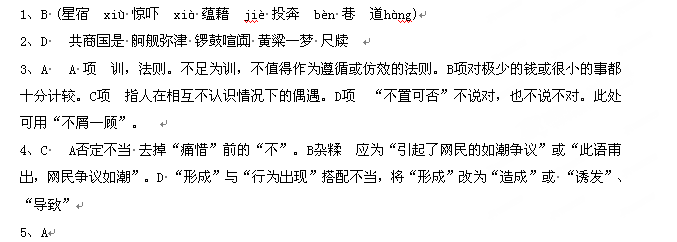 1、B (星宿 xiù 惊吓 xià 蕴藉 jiè 投奔 bèn 巷 道hàng)
2、D 共商国是 舸舰弥津 锣鼓喧阗 黄粱一梦 尺牍
3、A A 项 训，法则。不足为训，不值得作为遵循或仿效的法则。B项对极少的钱或很小的事都
十分计较。C项 指人在相互不认识情况下的偶遇。D项 “不置可否”不说对，也不说不对。此处
可用“不屑一顾”。
4、C A否定不当 去掉“痛惜”前的“不”。B杂糅 应为“引起了网民的如潮争议”或“此语甫
出，网民争议如潮”。D “形成”与“行为出现”搭配不当，将“形成”改为“造成”或 “诱发”、
“导致”
5、A